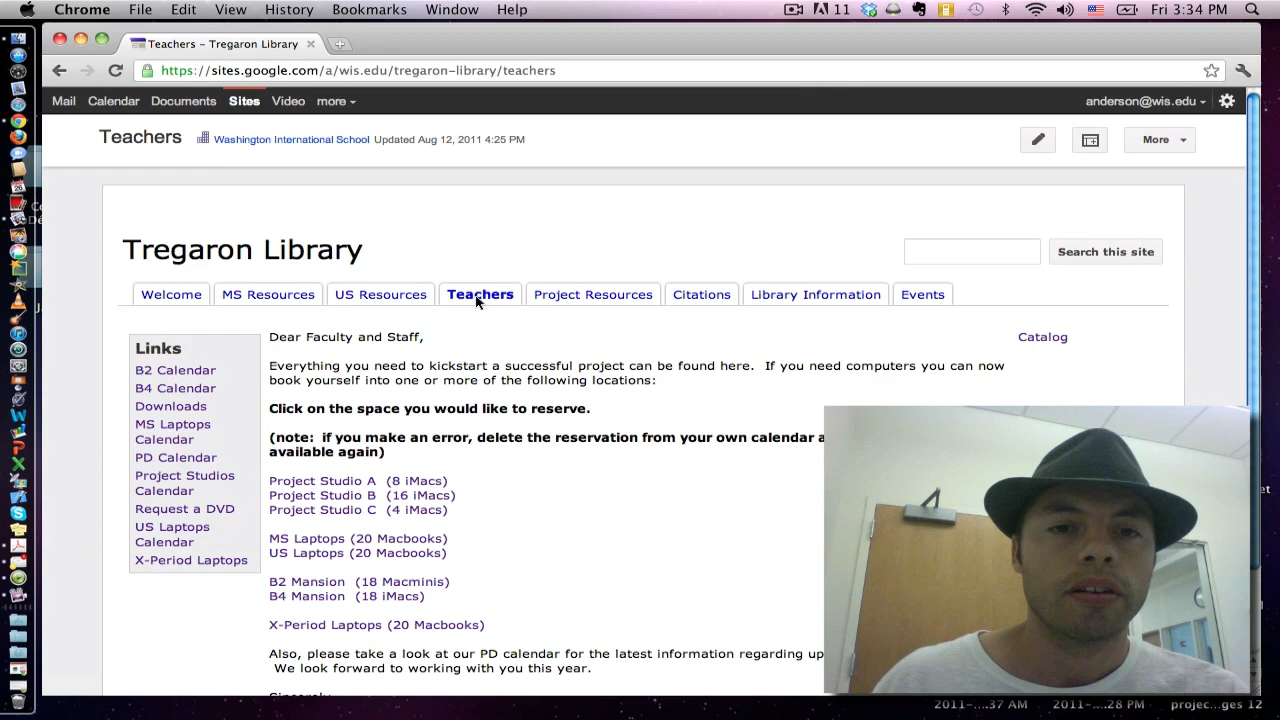 Chrome File Edit View History Bookmarks Window Help 11 Fri 3:34 PM
Teachers – Tregaron Library
https://sites.google.com/a/wis.edu/tregaron-library/teachers
Mail Calendar Documents Sites Video more anderson@wis.edu
Teachers Washington International School Updated Aug 12, 2011 4:25 PM More
Tregaron Library
Search this site
Welcome MS Resources US Resources Teachers Project Resources Citations Library Information Events
Links
B2 Calendar
B4 Calendar
Downloads
MS Laptops
Calendar
PD Calendar
Project Studios
Calendar
Request a DVD
US Laptops
Calendar
X-Period Laptops
Dear Faculty and Staff,
Everything you need to kickstart a successful project can be found here. If you need computers you can now
book yourself into one or more of the following locations:
Click on the space you would like to reserve.
(note: if you make an error, delete the reservation from your own calendar a
available again)
Project Studio A (8 iMacs)
Project Studio B (16 iMacs)
Project Studio C (4 iMacs)
MS Laptops (20 Macbooks)
US Laptops (20 Macbooks)
B2 Mansion (18 Macminis)
B4 Mansion (18 iMacs)
X-Period Laptops (20 Macbooks)
Also, please take a look at our PD calendar for the latest information regarding up
We look forward to working with you this year.
Catalog
2011-...37 AM 2011-...28 PM projec...ges 12